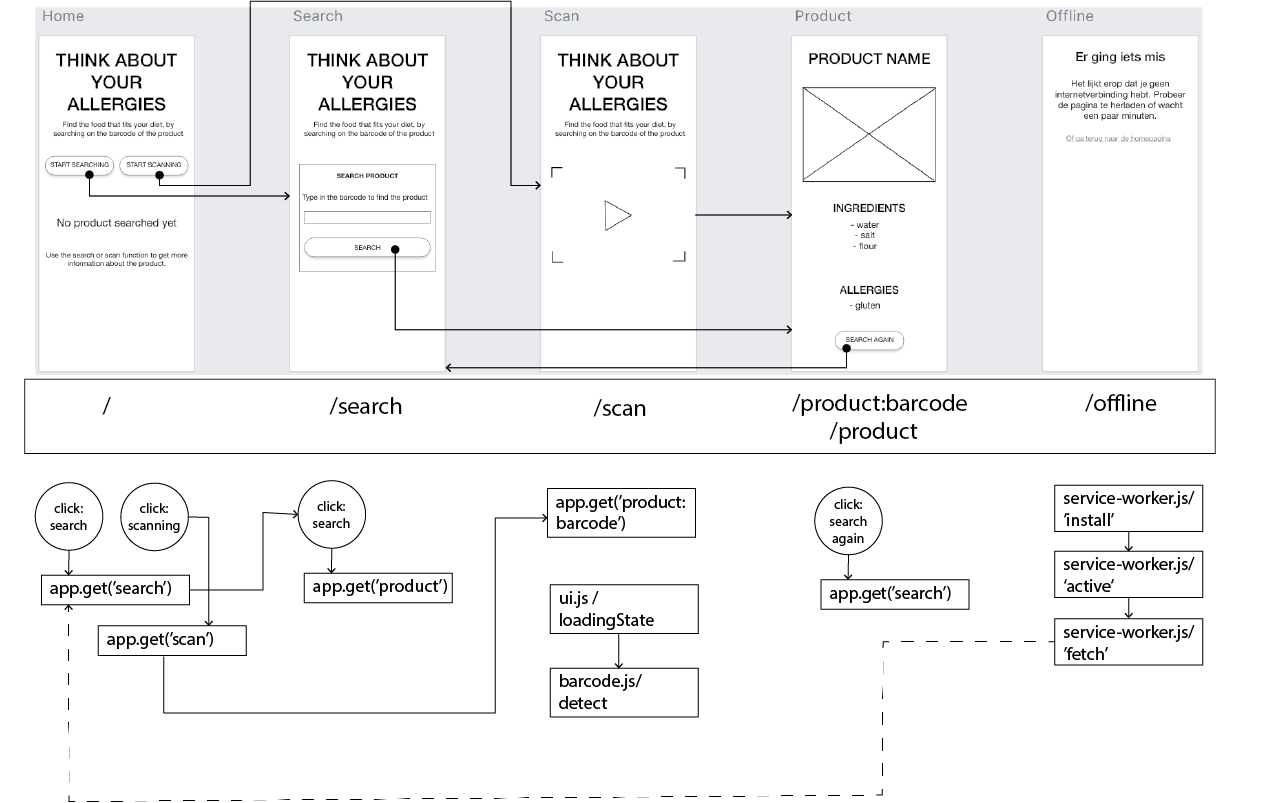 Home
Search
Scan
Product
Offline
THINK ABOUT
YOUR
ALLERGIES
Find the food that fits your diet, by
searching on the barcode of the product
START SEARCHING
START SCANNING
No product searched yet
Use the search or scan function to get more
information about the product.
THINK ABOUT
YOUR
ALLERGIES
Find the food that fits your diet, by
searching on the barcode of the product
SEARCH PRODUCT
Type in the barcode to find the product
SEARCH
THINK ABOUT
YOUR
ALLERGIES
Find the food that fits your diet, by
searching on the barcode of the product
PRODUCT NAME
INGREDIENTS
- water
- salt
- flour
ALLERGIES
- gluten
SEARCH AGAIN
Er ging iets mis
Het lijkt erop dat je geen
internetverbinding hebt. Probeer
de pagina te herladen of wacht
een paar minuten.
Of ga terug naar de homepagina
/
/search
/scan
/product:barcode
/product
/offline
click:
search
click:
scanning
app.get('search')
app.get('scan')
click:
search
app.get('product')
app.get('product:
barcode')
ui.js /
loadingState
barcode.js/
detect
click:
search
again
app.get('search')
service-worker.js/
'install'
service-worker.js/
'active'
service-worker.js/
'fetch'